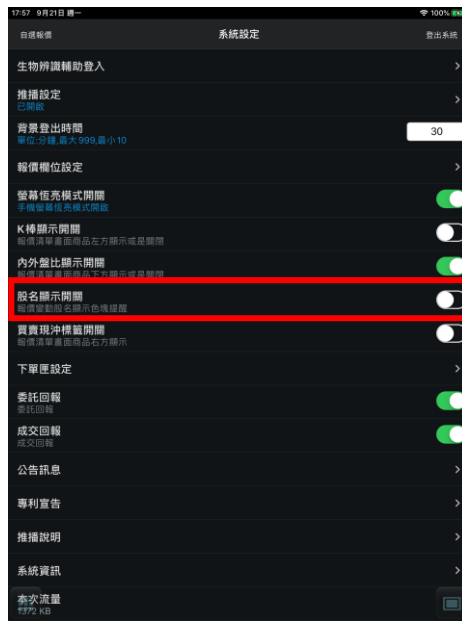 17:57 9月21日 週一
100%
自選報價 系統設定 登出系統
生物辨識輔助登入
推播設定
已開啟
背景登出時間
單位:分鐘,最大999,最小10
30
報價欄位設定
螢幕恆亮模式開關
手機螢幕恆亮模式開啟
K棒顯示開關
報價清單畫面商品左方顯示或是關閉
內外盤比顯示開關
報價清單畫面商品下方顯示或是關閉
股名顯示開關
報價變動股名顯示色塊提醒
買賣現沖標籤開關
報價清單畫面商品右方顯示
下單匣設定
委託回報
委託回報
成交回報
成交回報
公告訊息
專利宣告
推播說明
系統資訊
本次流量
1372 KB